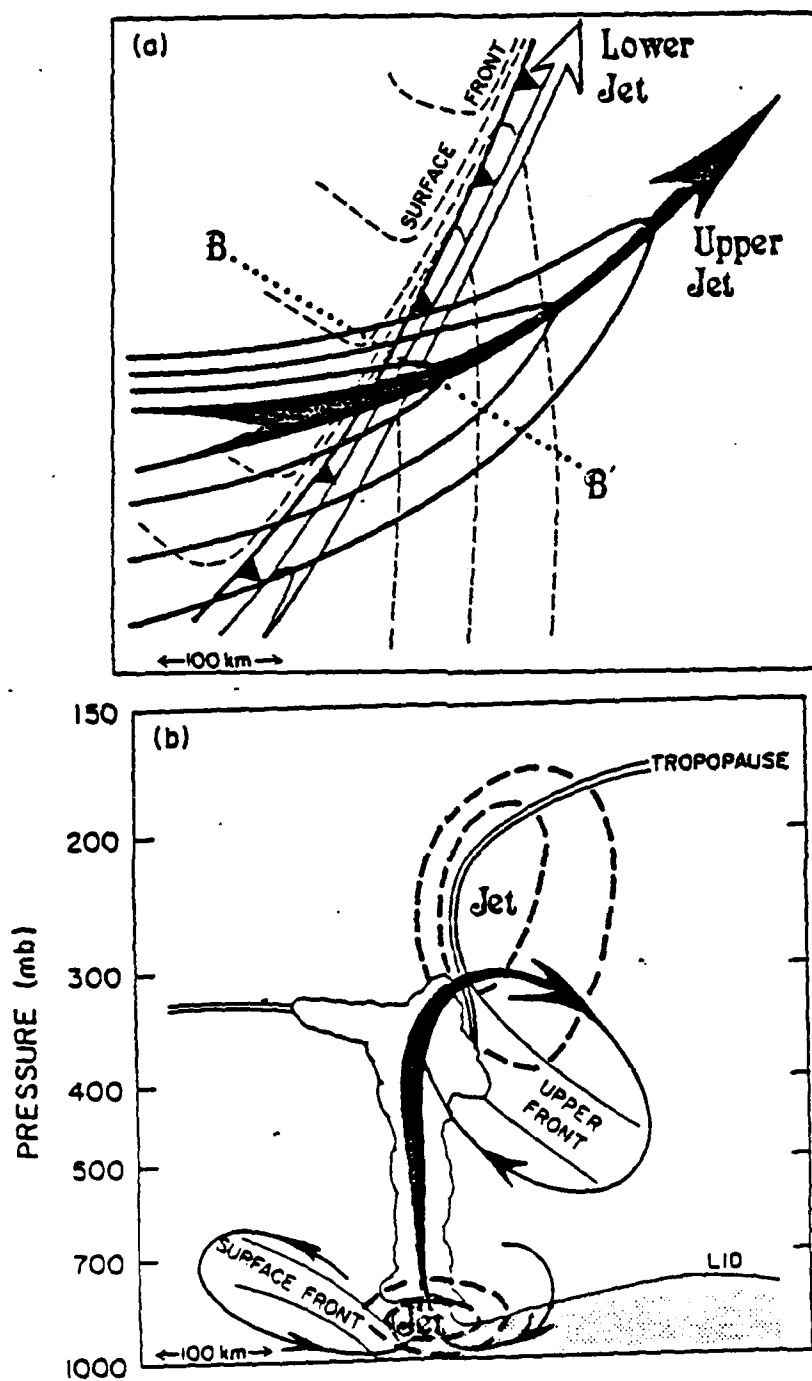 (a)
Lower
Jet
SURFACE FRONT
B
Upper
Jet
B'
←100 km→
150
(b)
TROPOPAUSE
200
Jet
300
PRESSURE (mb)
400
UPPER
FRONT
500
700
SURFACE FRONT
LID
Jet
1000
←100 km→